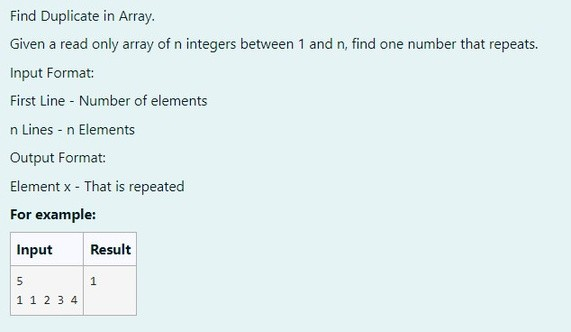 Find Duplicate in Array.
Given a read only array of n integers between 1 and n, find one number that repeats.
Input Format:
First Line - Number of elements
n Lines - n Elements
Output Format:
Element x - That is repeated
For example:
Input Result
5 1
1 1 2 3 4